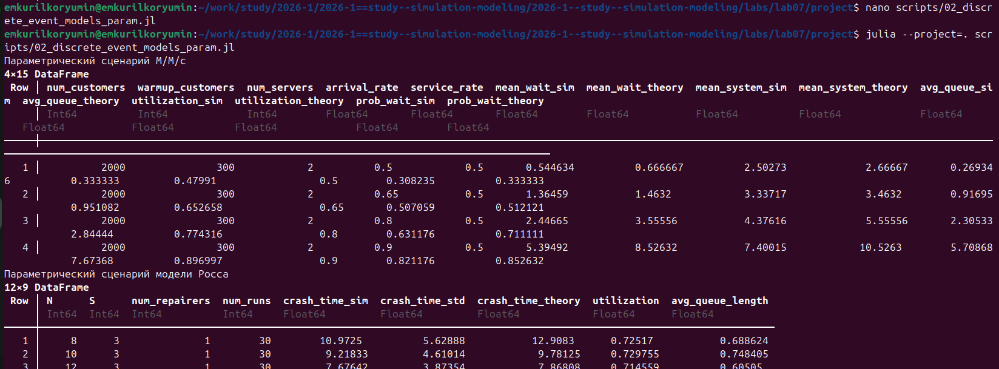 emkurilkoryumin@emkurilkoryumin:~/work/study/2026-1/2026-1==study--simulation-modeling/2026-1--study--simulation-modeling/labs/lab07/project$ nano scripts/02_discr
ete_event_models_param.jl
emkurilkoryumin@emkurilkoryumin:~/work/study/2026-1/2026-1==study--simulation-modeling/2026-1--study--simulation-modeling/labs/lab07/project$ julia --project=. scr
ipts/02_discrete_event_models_param.jl
Параметрический сценарий M/M/c
4×15 DataFrame
Row │ num_customers warmup_customers num_servers arrival_rate service_rate mean_wait_sim mean_wait_theory mean_system_sim mean_system_theory avg_queue_si
m avg_queue_theory utilization_sim utilization_theory prob_wait_sim prob_wait_theory
│ Int64 Int64 Int64 Float64 Float64 Float64 Float64 Float64 Float64 Float64
Float64 Float64 Float64 Float64 Float64
1 │ 2000 300 2 0.5 0.5 0.544634 0.666667 2.50273 2.66667 0.26934
6 0.333333 0.47991 0.5 0.308235 0.333333
2 │ 2000 300 2 0.65 0.5 1.36459 1.4632 3.33717 3.4632 0.91695
0.951082 0.652658 0.65 0.507059 0.512121
3 │ 2000 300 2 0.8 0.5 2.44665 3.55556 4.37616 5.55556 2.30533
2.84444 0.774316 0.8 0.631176 0.711111
4 │ 2000 300 2 0.9 0.5 5.39492 8.52632 7.40015 10.5263 5.70868
7.67368 0.896997 0.9 0.821176 0.852632
Параметрический сценарий модели Росса
12×9 DataFrame
Row │ N S num_repairers num_runs crash_time_sim crash_time_std crash_time_theory utilization avg_queue_length
│ Int64 Int64 Int64 Int64 Float64 Float64 Float64 Float64 Float64
1 │ 8 3 1 30 10.9725 5.62888 12.9083 0.72517 0.688624
2 │ 10 3 1 30 9.21833 4.61014 9.78125 0.729755 0.748405
3 │ 12 3 1 30 7.67642 3.87354 7.86808 0.714559 0.60505